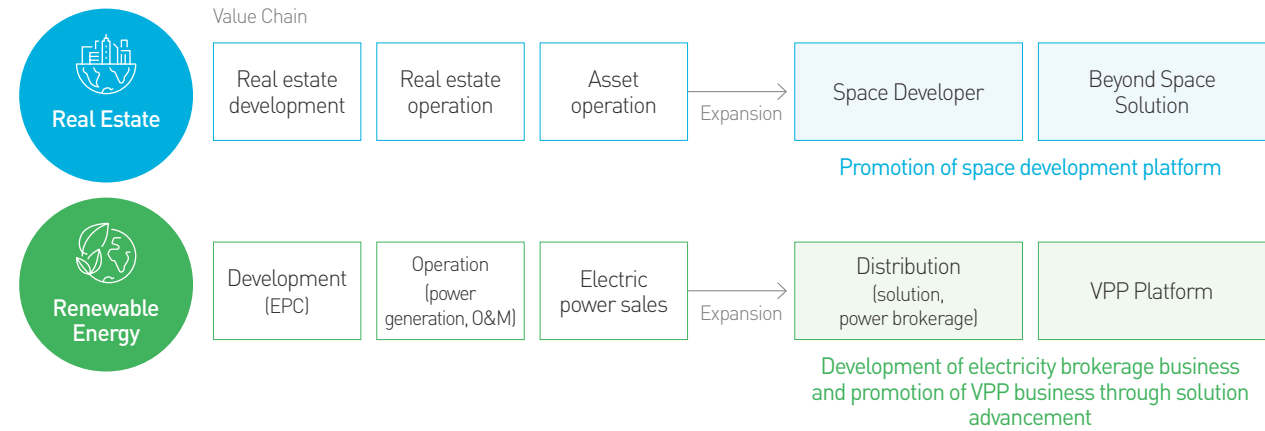 Value Chain
Real Estate
Real estate
development
Real estate
operation
Asset
operation
Expansion
Space Developer
Beyond Space
Solution
Promotion of space development platform
Renewable
Energy
Development
(EPC)
Operation
(power
generation, O&M)
Electric
power sales
Expansion
Distribution
(solution,
power brokerage)
VPP Platform
Development of electricity brokerage business
and promotion of VPP business through solution
advancement